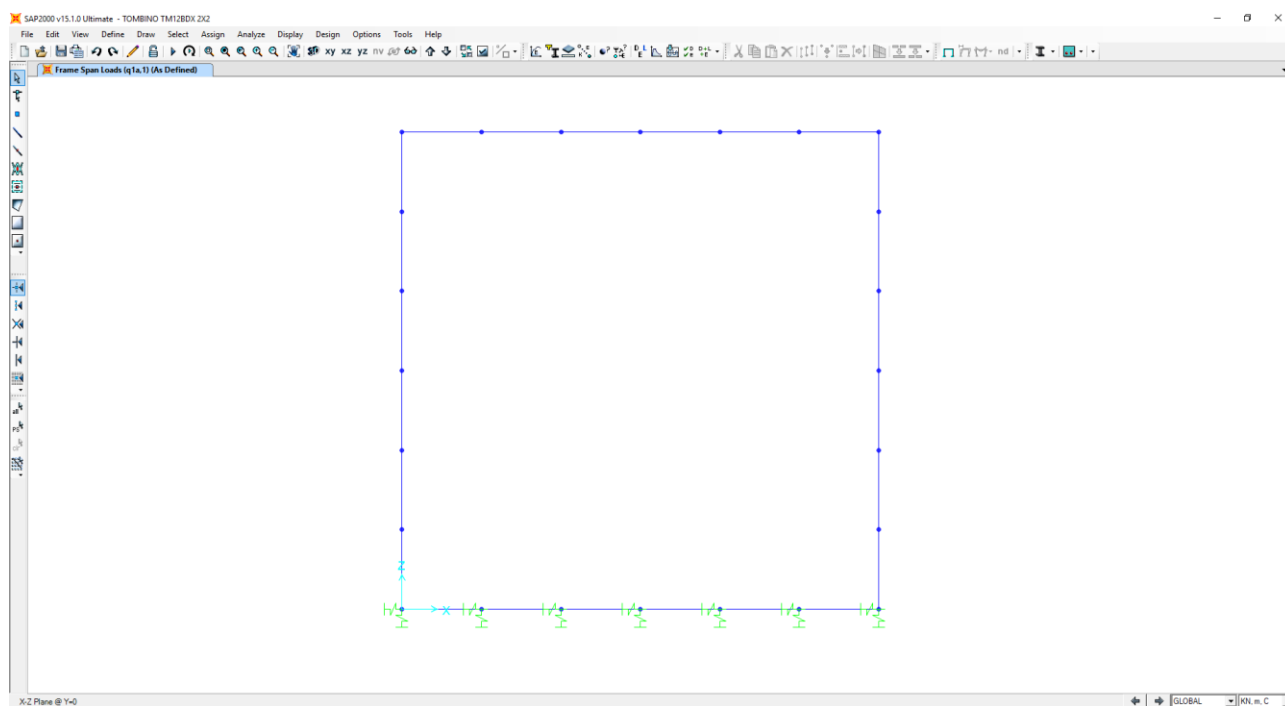 SAP2000 v15.1.0 Ultimate - TOMBINO TM12BDX 2X2
File Edit View Define Draw Select Assign Analyze Display Design Options Tools Help
xy xz yz nv nd
Frame Span Loads (q1a,1) (As Defined)
Z
X
X-Z Plane @ Y=0
GLOBAL
KN, m, C